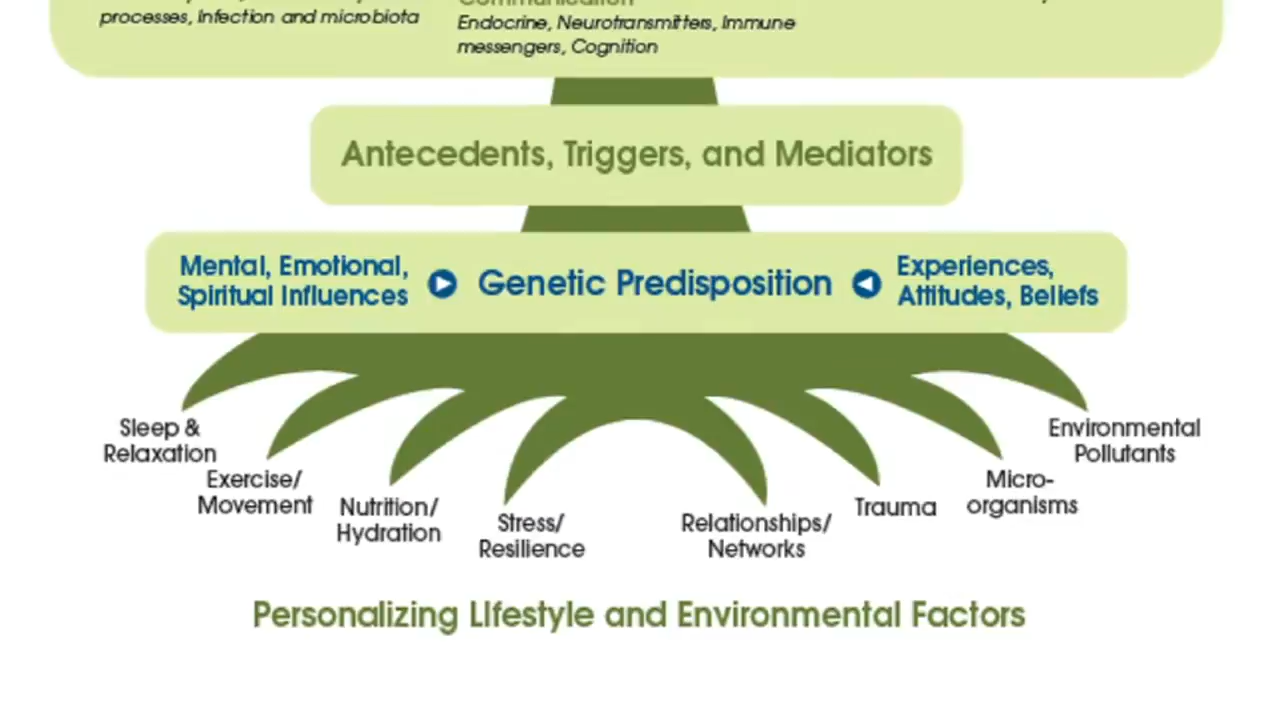 processes, Infection and microbiota
Communication
Endocrine, Neurotransmitters, Immune
messengers, Cognition
Antecedents, Triggers, and Mediators
Mental, Emotional,
Spiritual Influences
Genetic Predisposition
Experiences,
Attitudes, Beliefs
Sleep &
Relaxation
Exercise/
Movement
Nutrition/
Hydration
Stress/
Resilience
Relationships/
Networks
Trauma
Micro-
organisms
Environmental
Pollutants
Personalizing LIfestyle and Environmental Factors